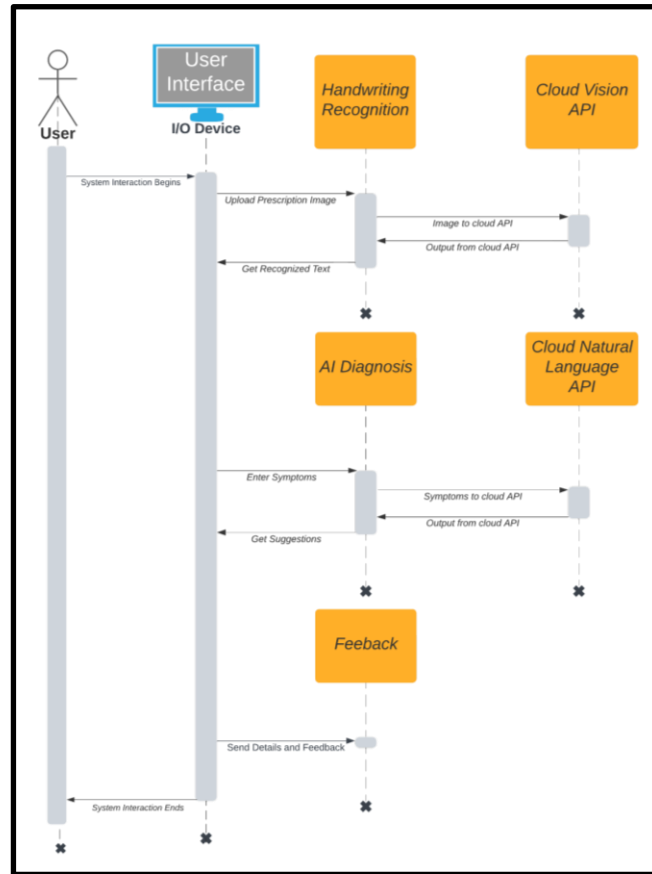 User
Interface
Handwriting
Recognition
Cloud Vision
API
User
I/O Device
System Interaction Begins
Upload Prescription Image
Image to cloud API
Output from cloud API
Get Recognized Text
AI Diagnosis
Cloud Natural
Language
API
Enter Symptoms
Symptoms to cloud API
Output from cloud API
Get Suggestions
Feeback
Send Details and Feedback
System Interaction Ends